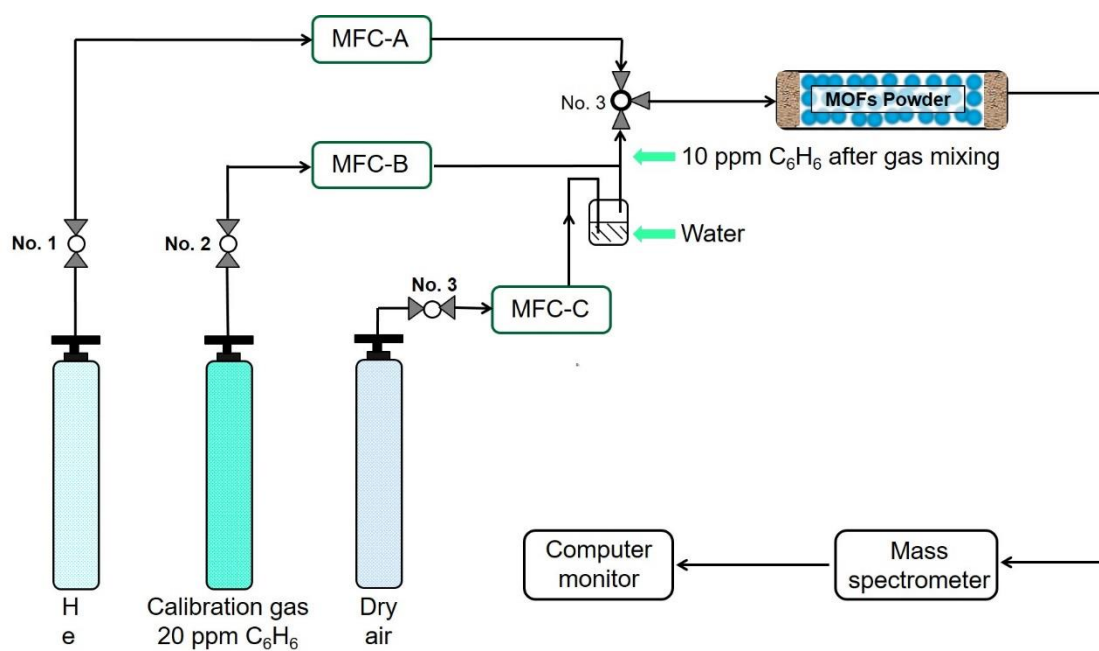 MFC-A
No. 3
MOFs Powder
MFC-B
10 ppm C₆H₆ after gas mixing
No. 1
No. 2
Water
No. 3
MFC-C
H
e
Calibration gas
20 ppm C₆H₆
Dry
air
Computer
monitor
Mass
spectrometer